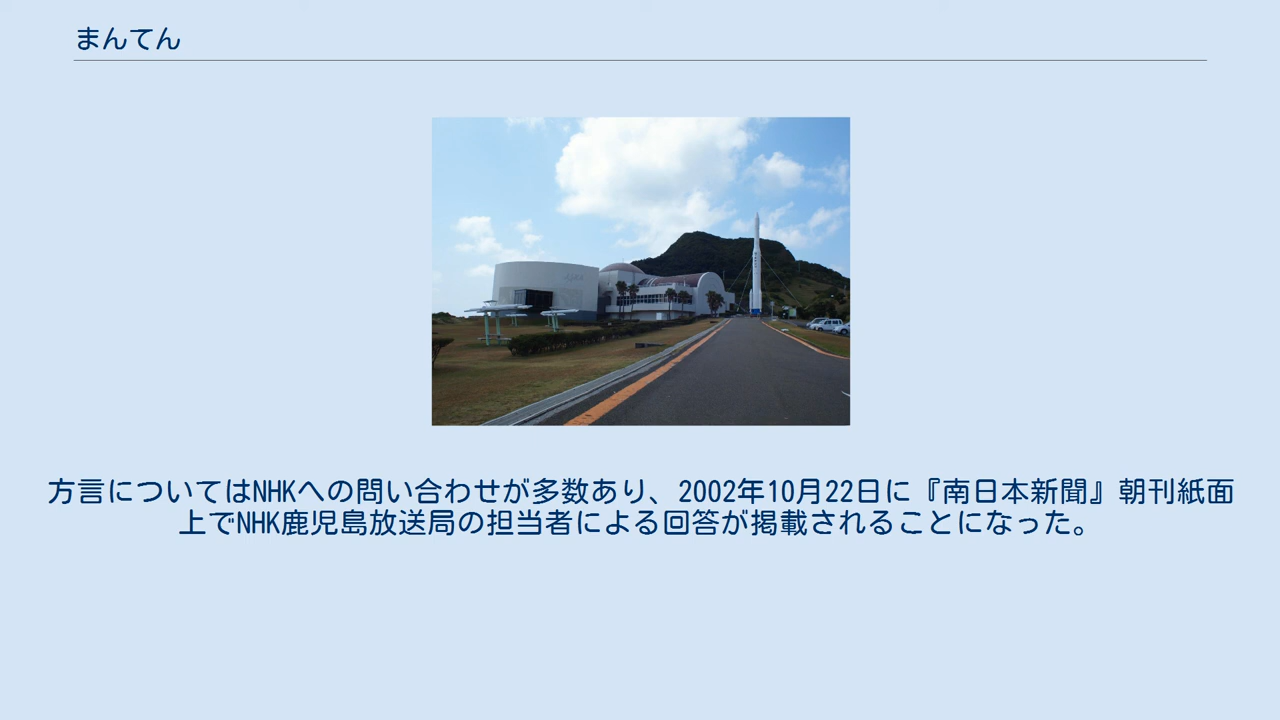 まんてん
方言についてはNHKへの問い合わせが多数あり、2002年10月22日に『南日本新聞』朝刊紙面
上でNHK鹿児島放送局の担当者による回答が掲載されることになった。